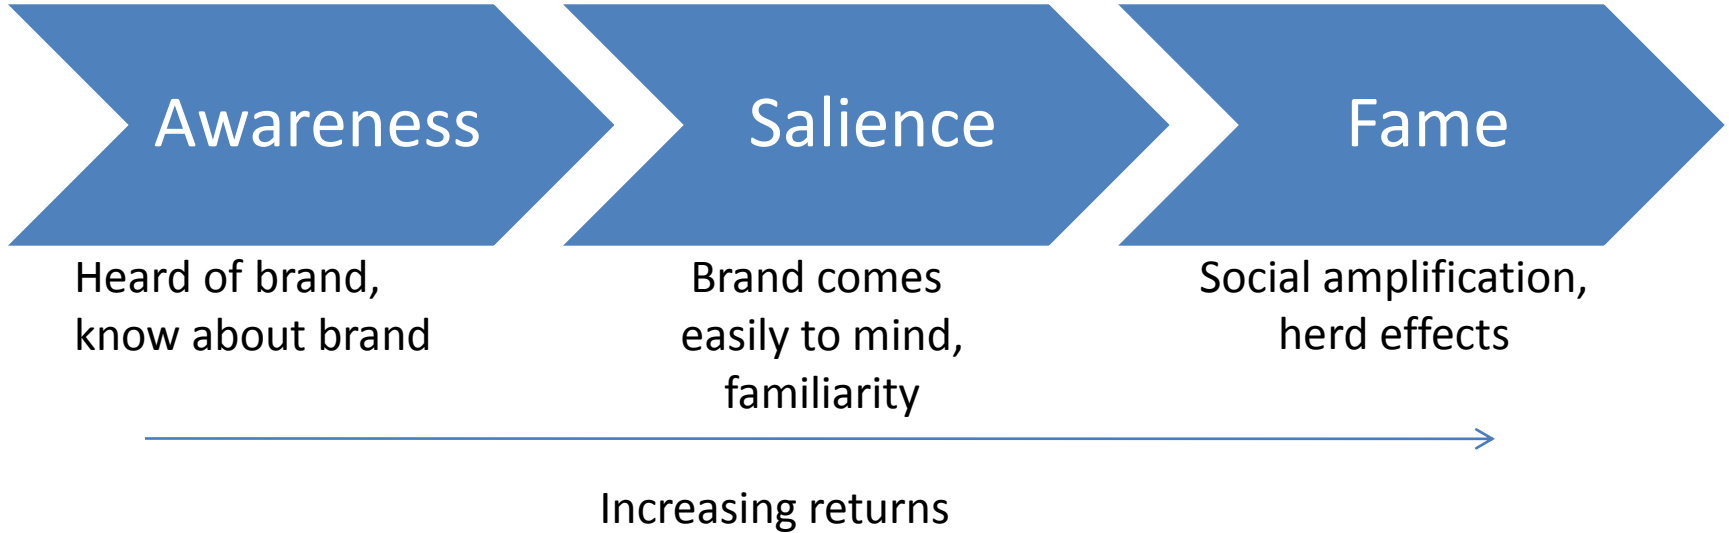 Awareness
Salience
Fame
Heard of brand,
know about brand
Brand comes
easily to mind,
familiarity
Social amplification,
herd effects
Increasing returns